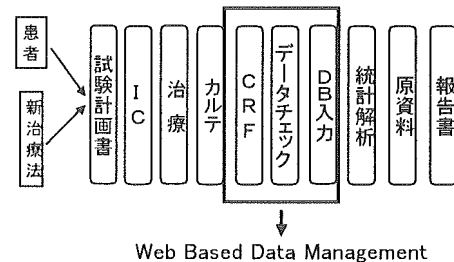 患者
新治療法
試験計画書
IC
治療
カルテ
CRF
データチェック
DB入力
統計解析
原資料
報告書
Web Based Data Management